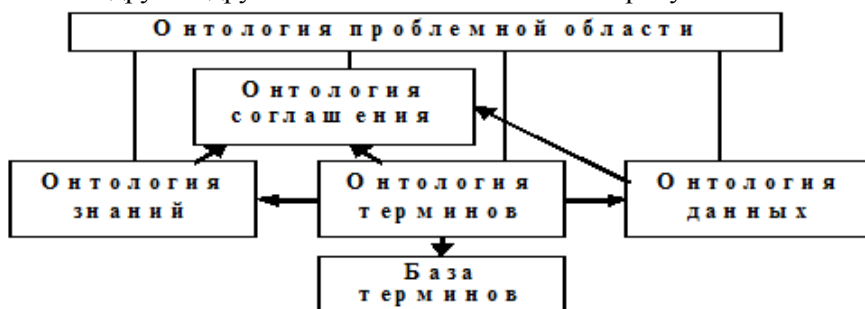 Онтология проблемной области
Онтология
соглашения
Онтология
знаний
Онтология
терминов
Онтология
данных
База
терминов